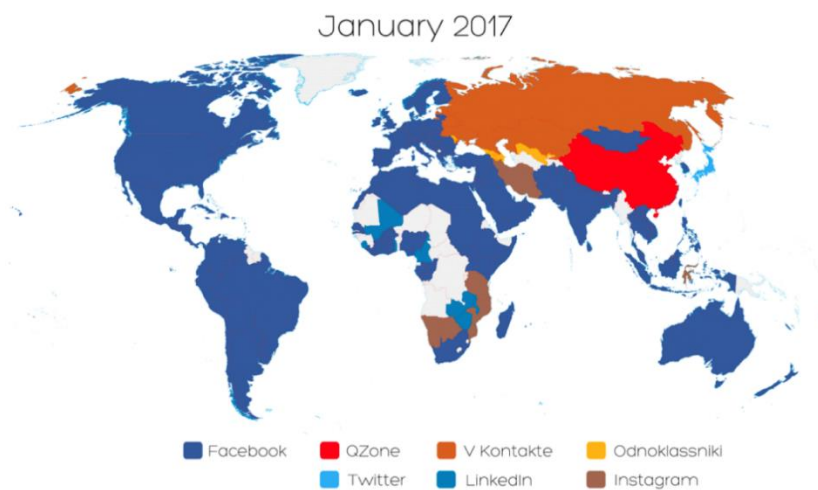 January 2017
Facebook QZone V Kontakte Odnoklassniki
Twitter LinkedIn Instagram